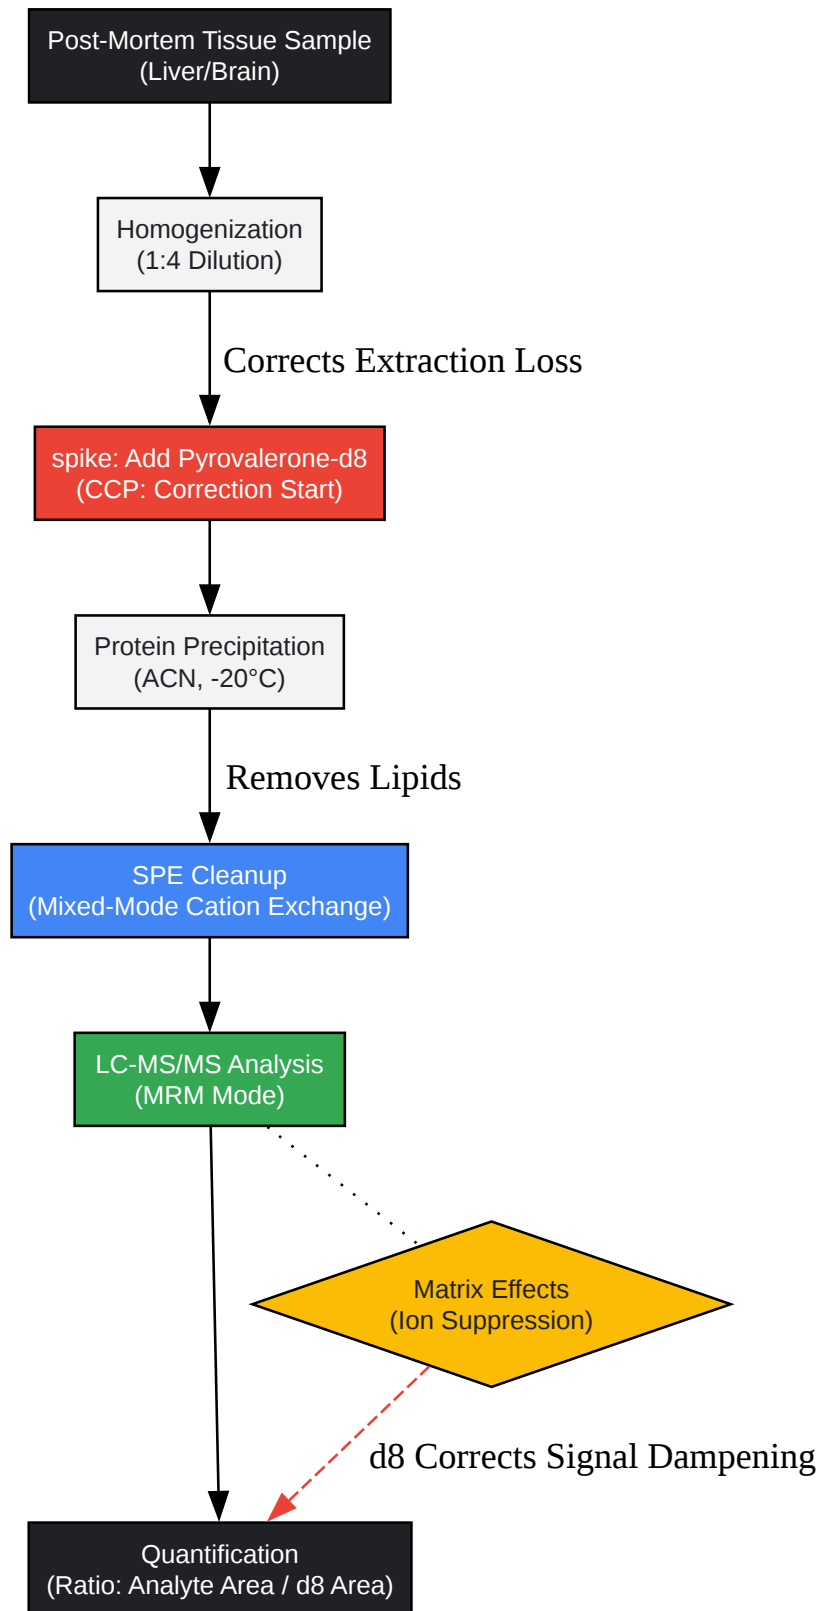 Post-Mortem Tissue Sample
(Liver/Brain)
Homogenization
(1:4 Dilution)
Corrects Extraction Loss
spike: Add Pyrovalerone-d8
(CCP: Correction Start)
Protein Precipitation
(ACN, -20°C)
Removes Lipids
SPE Cleanup
(Mixed-Mode Cation Exchange)
LC-MS/MS Analysis
(MRM Mode)
Matrix Effects
(Ion Suppression)
d8 Corrects Signal Dampening
Quantification
(Ratio: Analyte Area / d8 Area)